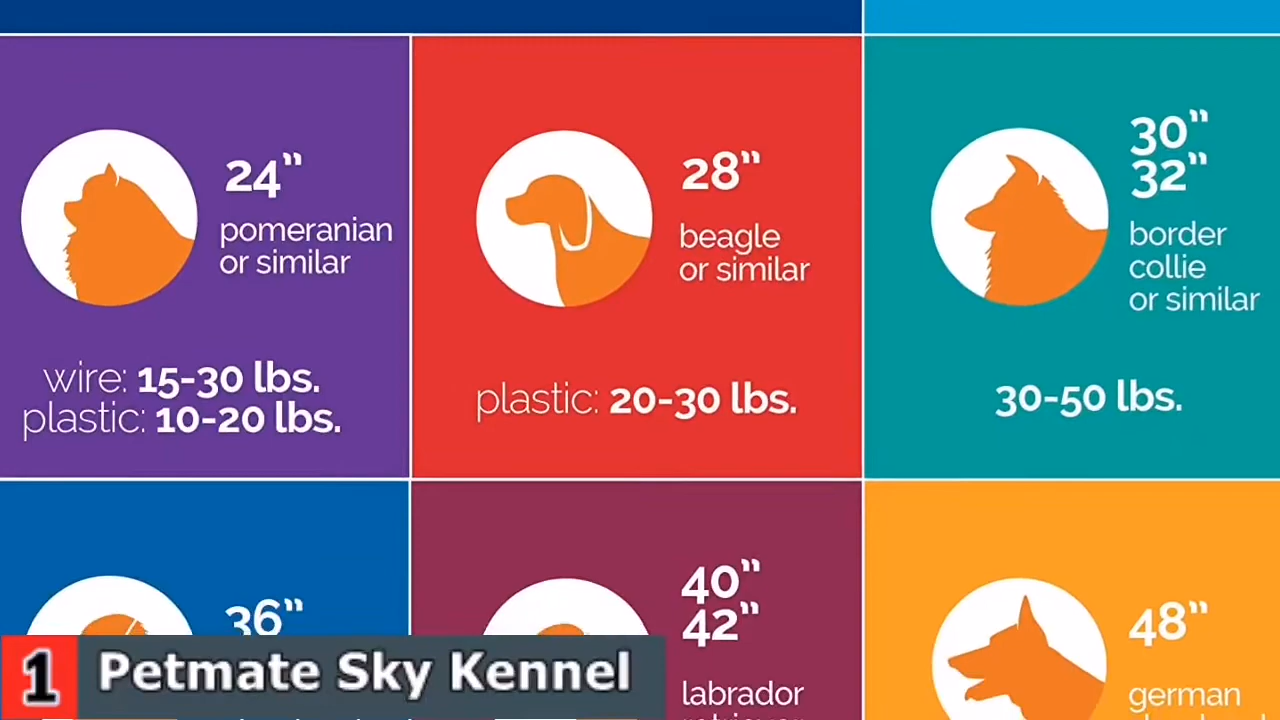 24”
pomeranian
or similar
wire: 15-30 lbs.
plastic: 10-20 lbs.
28”
beagle
or similar
plastic: 20-30 lbs.
30”
32”
border
collie
or similar
30-50 lbs.
36”
40”
42”
labrador
48”
german
1 Petmate Sky Kennel